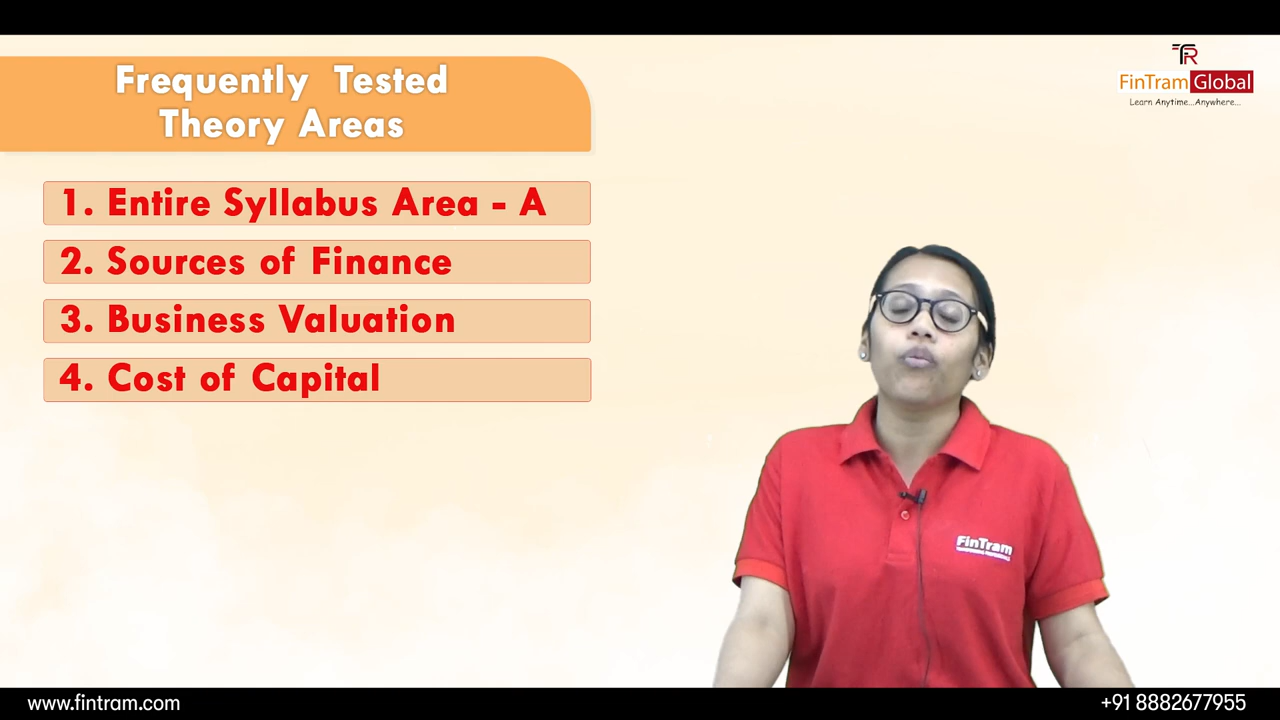 Frequently Tested
Theory Areas
1. Entire Syllabus Area - A
2. Sources of Finance
3. Business Valuation
4. Cost of Capital
FinTram Global
Learn Anytime...Anywhere...
FinTram
www.fintram.com
+91 8882677955